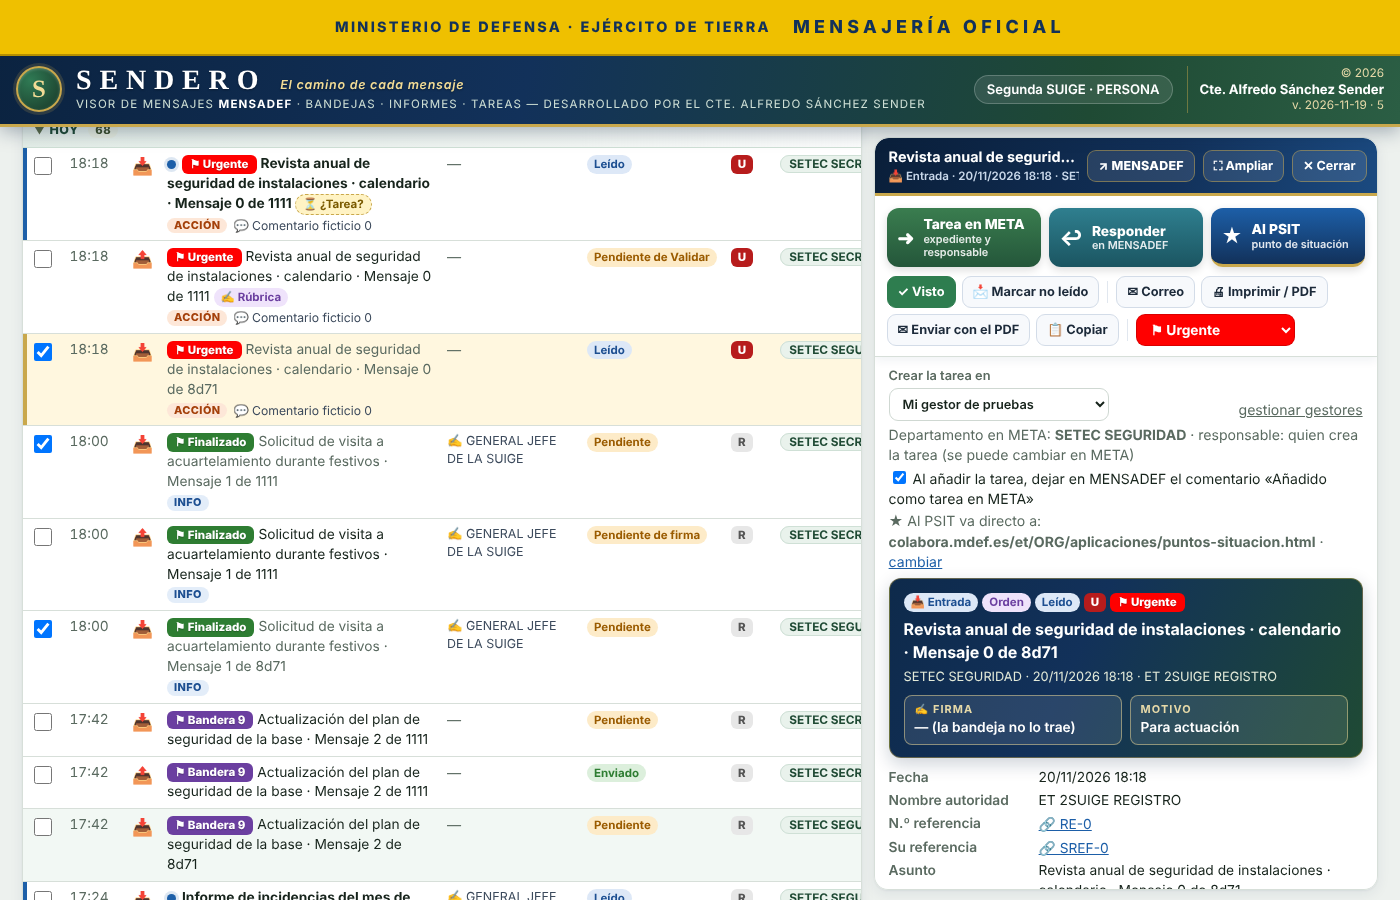 MINISTERIO DE DEFENSA · EJÉRCITO DE TIERRA MENSAJERÍA OFICIAL
S
SENDERO El camino de cada mensaje
VISOR DE MENSAJES MENSADEF · BANDEJAS · INFORMES · TAREAS — DESARROLLADO POR EL CTE. ALFREDO SÁNCHEZ SENDER
Segunda SUIGE · PERSONA
© 2026
Cte. Alfredo Sánchez Sender
v. 2026-11-19 · 5
▼ HOY 68
18:18 ⚑ Urgente Revista anual de — Leído U SETEC SECR
seguridad de instalaciones · calendario
· Mensaje 0 de 1111 ⏳ ¿Tarea?
ACCIÓN 💬 Comentario ficticio 0
18:18 ⚑ Urgente Revista anual de seguridad — Pendiente de Validar U SETEC SECR
de instalaciones · calendario · Mensaje 0
de 1111 ✍ Rúbrica
ACCIÓN 💬 Comentario ficticio 0
18:18 ⚑ Urgente Revista anual de seguridad — Leído U SETEC SEGU
de instalaciones · calendario · Mensaje 0
de 8d71
ACCIÓN 💬 Comentario ficticio 0
18:00 ⚑ Finalizado Solicitud de visita a ✍ GENERAL JEFE Pendiente R SETEC SECR
acuartelamiento durante festivos · DE LA SUIGE
Mensaje 1 de 1111
INFO
18:00 ⚑ Finalizado Solicitud de visita a ✍ GENERAL JEFE Pendiente de firma R SETEC SECR
acuartelamiento durante festivos · DE LA SUIGE
Mensaje 1 de 1111
INFO
18:00 ⚑ Finalizado Solicitud de visita a ✍ GENERAL JEFE Pendiente R SETEC SEGU
acuartelamiento durante festivos · DE LA SUIGE
Mensaje 1 de 8d71
INFO
17:42 ⚑ Bandera 9 Actualización del plan de — Pendiente R SETEC SECR
seguridad de la base · Mensaje 2 de 1111
17:42 ⚑ Bandera 9 Actualización del plan de — Enviado R SETEC SECR
seguridad de la base · Mensaje 2 de 1111
17:42 ⚑ Bandera 9 Actualización del plan de — Pendiente R SETEC SEGU
seguridad de la base · Mensaje 2 de
8d71
17:24 Informe de incidencias del mes de ✍ GENERAL JEFE Leído R SETEC SECR
Revista anual de segurid...
📥 Entrada · 20/11/2026 18:18 · SET
↗ MENSADEF ⛶ Ampliar ✕ Cerrar
➜ Tarea en META
expediente y
responsable
↩ Responder
en MENSADEF
★ Al PSIT
punto de situación
✓ Visto 📩 Marcar no leído ✉ Correo 🖨 Imprimir / PDF
✉ Enviar con el PDF 📋 Copiar ⚑ Urgente
Crear la tarea en
Mi gestor de pruebas gestionar gestores
Departamento en META: SETEC SEGURIDAD · responsable: quien crea
la tarea (se puede cambiar en META)
Al añadir la tarea, dejar en MENSADEF el comentario «Añadido
como tarea en META»
★ Al PSIT va directo a:
colabora.mdef.es/et/ORG/aplicaciones/puntos-situacion.html ·
cambiar
📥 Entrada Orden Leído U ⚑ Urgente
Revista anual de seguridad de instalaciones · calendario
· Mensaje 0 de 8d71
SETEC SEGURIDAD · 20/11/2026 18:18 · ET 2SUIGE REGISTRO
✍ FIRMA
— (la bandeja no lo trae)
MOTIVO
Para actuación
Fecha 20/11/2026 18:18
Nombre autoridad ET 2SUIGE REGISTRO
N.º referencia 🔗 RE-0
Su referencia 🔗 SREF-0
Asunto Revista anual de seguridad de instalaciones ·
calendario · Mensaje 0 de 8d71